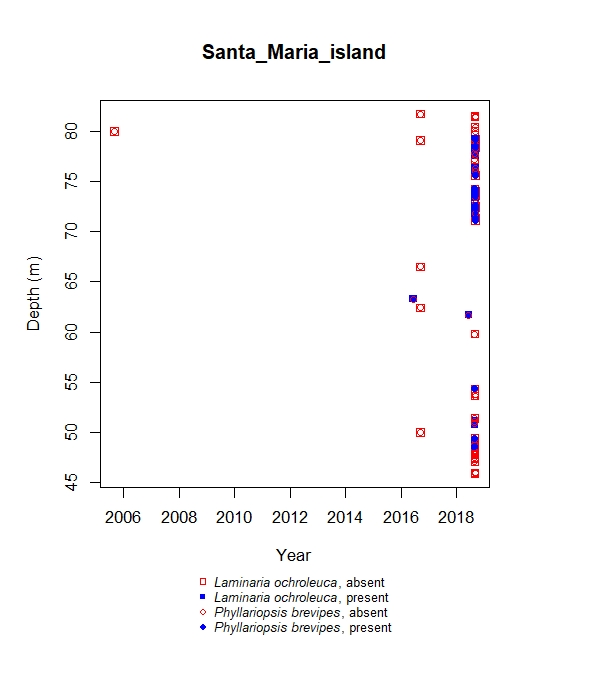 Santa_Maria_island
80
75
70
65
60
55
50
45
Depth (m)
2006 2008 2010 2012 2014 2016 2018
Year
Laminaria ochroleuca, absent
Laminaria ochroleuca, present
Phyllariopsis brevipes, absent
Phyllariopsis brevipes, present